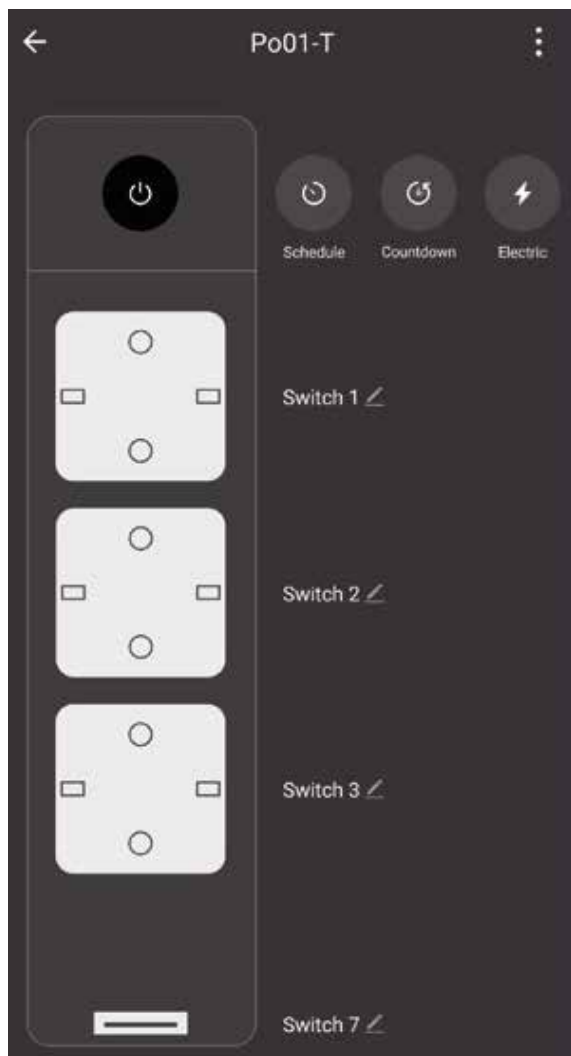 Po01-T
Schedule Countdown Electric
Switch 1
Switch 2
Switch 3
Switch 7